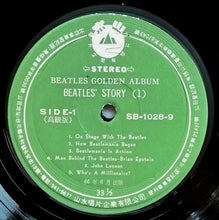 STEREO
BEATLES GOLDEN ALBUM
BEATLES' STORY (1)
SIDE-1
SB-1028-9
1. On Stage With The Beatles
2. How Beatlemania Began
3. Beatlemania In Action
4. Man Behind The Beatles-Brian Epstein
5. John Lennon
6. Who's A Millionaire?
33⅓